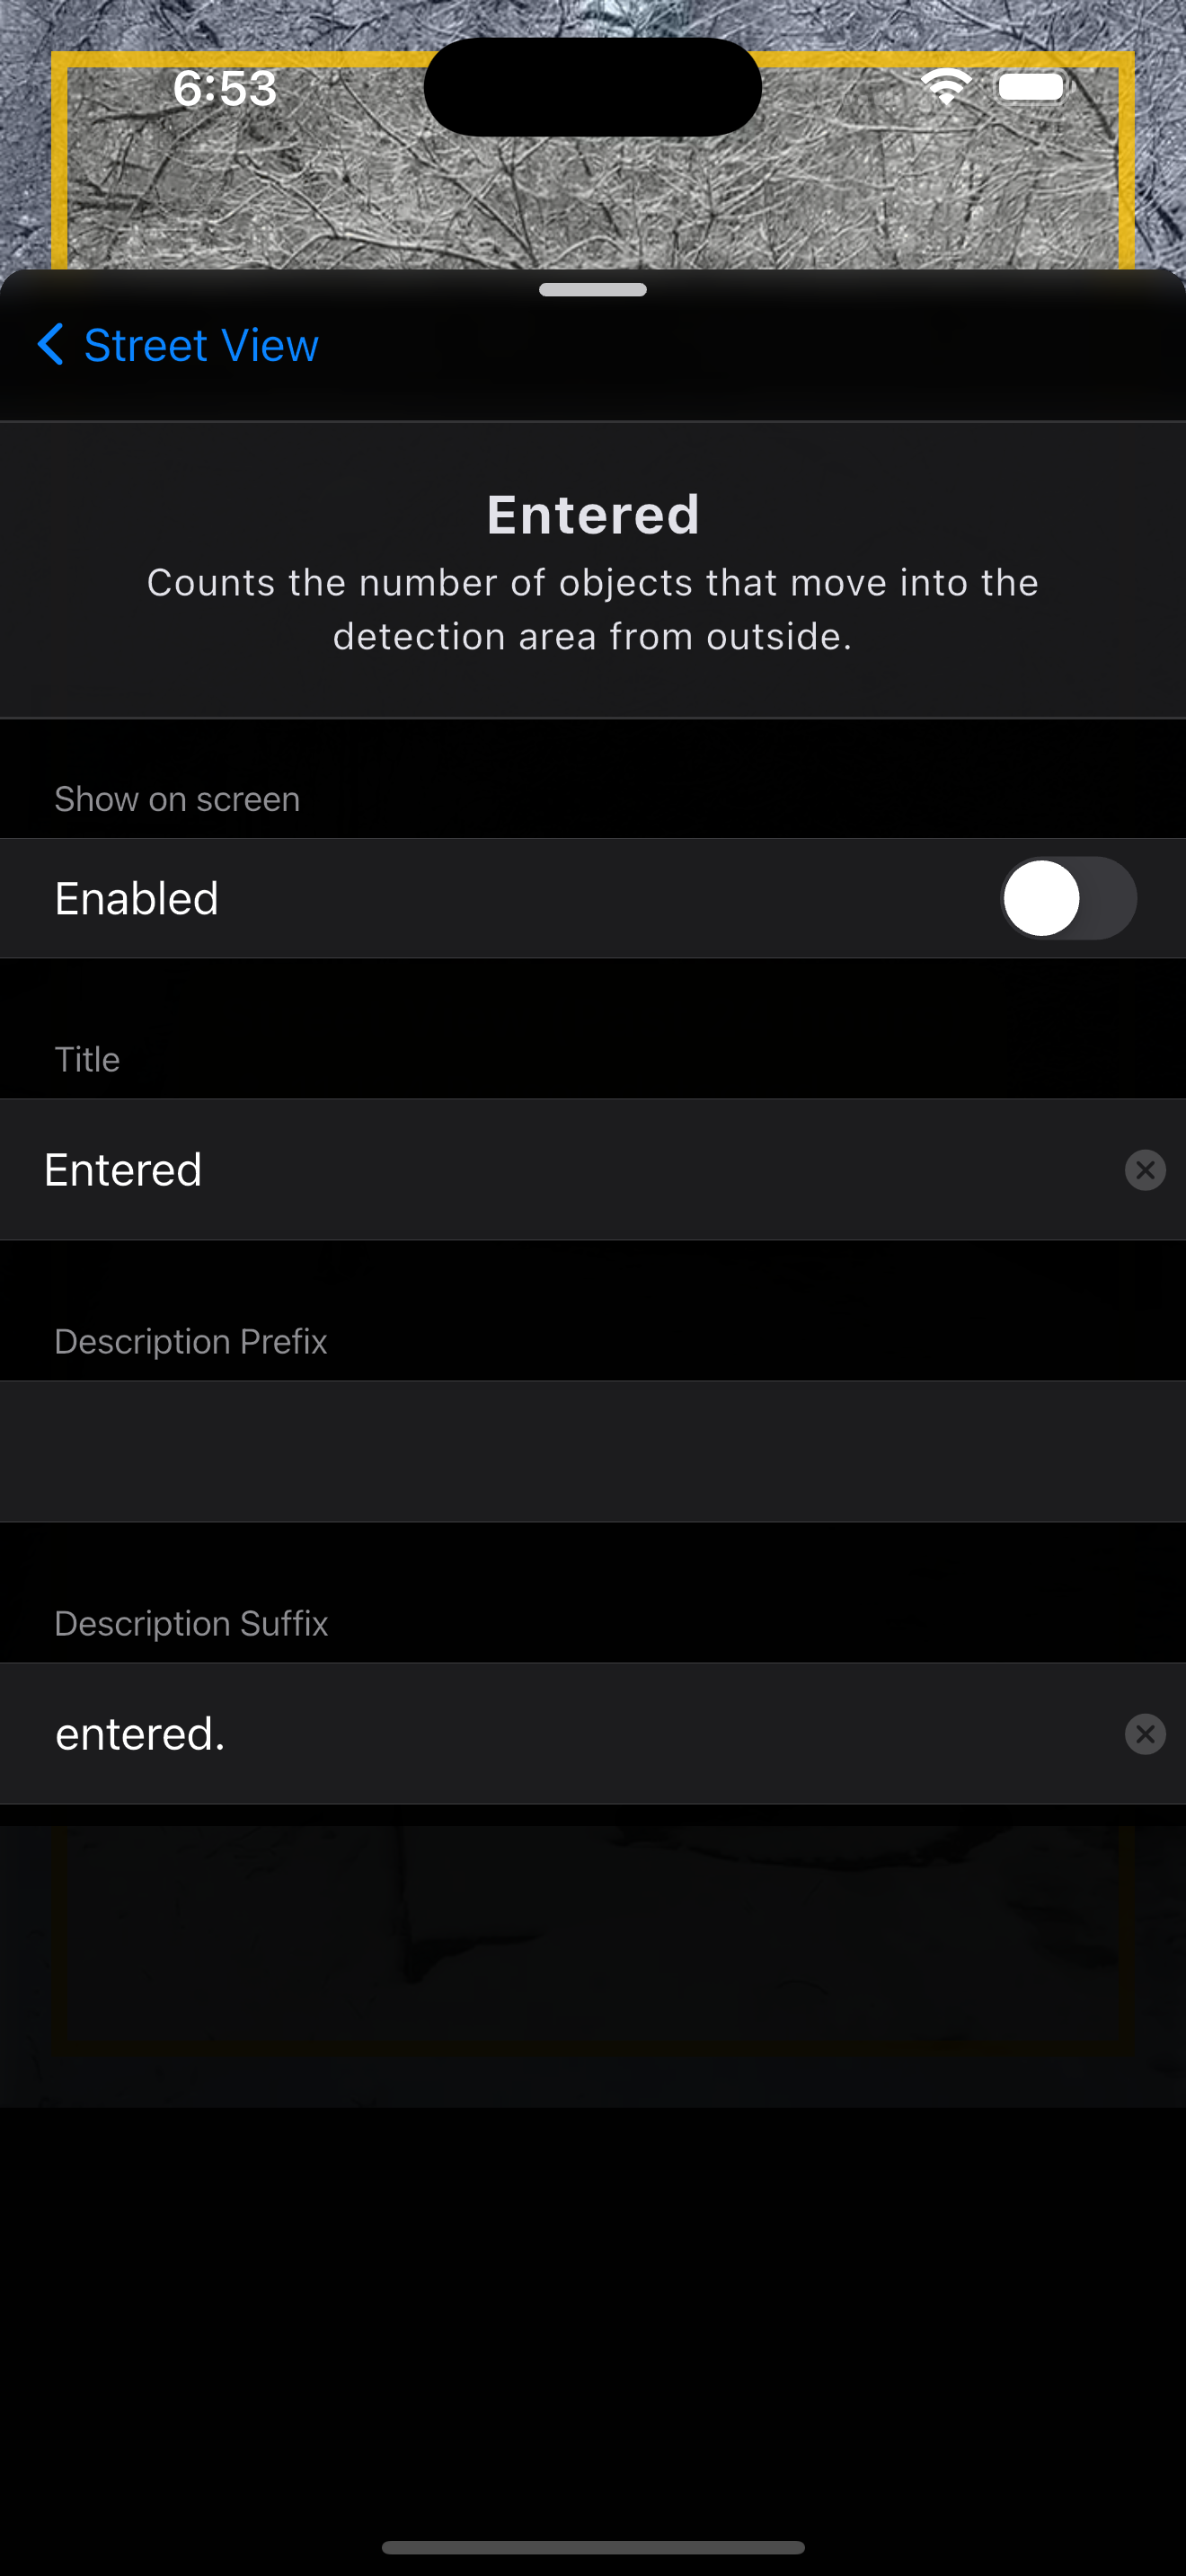 6:53
Street View
Entered
Counts the number of objects that move into the
detection area from outside.
Show on screen
Enabled
Title
Entered
Description Prefix
Description Suffix
entered.